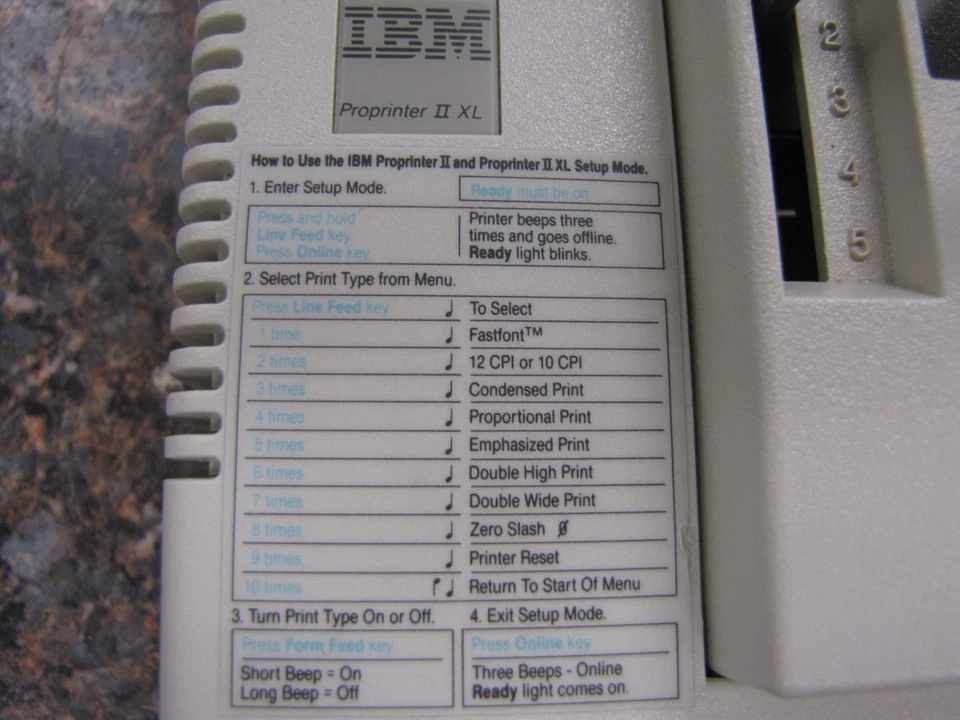 IBM
Proprinter II XL
How to Use the IBM Proprinter II and Proprinter II XL Setup Mode.
1. Enter Setup Mode.
Ready must be on
Press and hold
Line Feed key.
Press Online key.
Printer beeps three
times and goes offline.
Ready light blinks.
2. Select Print Type from Menu.
Press Line Feed key ♩ To Select
1 time ♩ Fastfont™
2 times ♩ 12 CPI or 10 CPI
3 times ♩ Condensed Print
4 times ♩ Proportional Print
5 times ♩ Emphasized Print
6 times ♩ Double High Print
7 times ♩ Double Wide Print
8 times ♩ Zero Slash Ø
9 times ♩ Printer Reset
10 times ♩ Return To Start Of Menu
3. Turn Print Type On or Off.
Press Form Feed key.
Short Beep = On
Long Beep = Off
4. Exit Setup Mode.
Press Online key.
Three Beeps - Online
Ready light comes on.
2
3
4
5